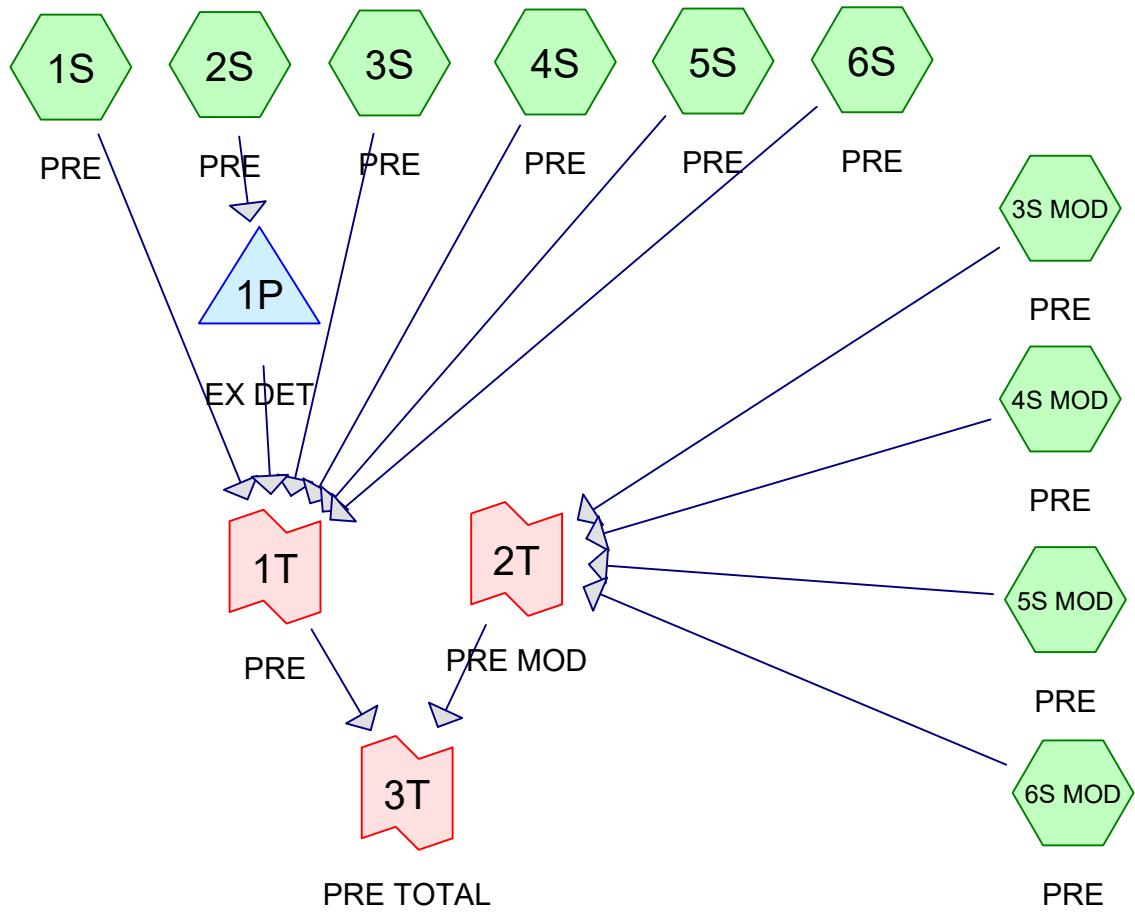 1S
2S
3S
4S
5S
6S
PRE
PRE
PRE
PRE
PRE
PRE
3S MOD
PRE
1P
EX DET
4S MOD
PRE
1T
2T
5S MOD
PRE
PRE MOD
PRE
3T
6S MOD
PRE TOTAL
PRE